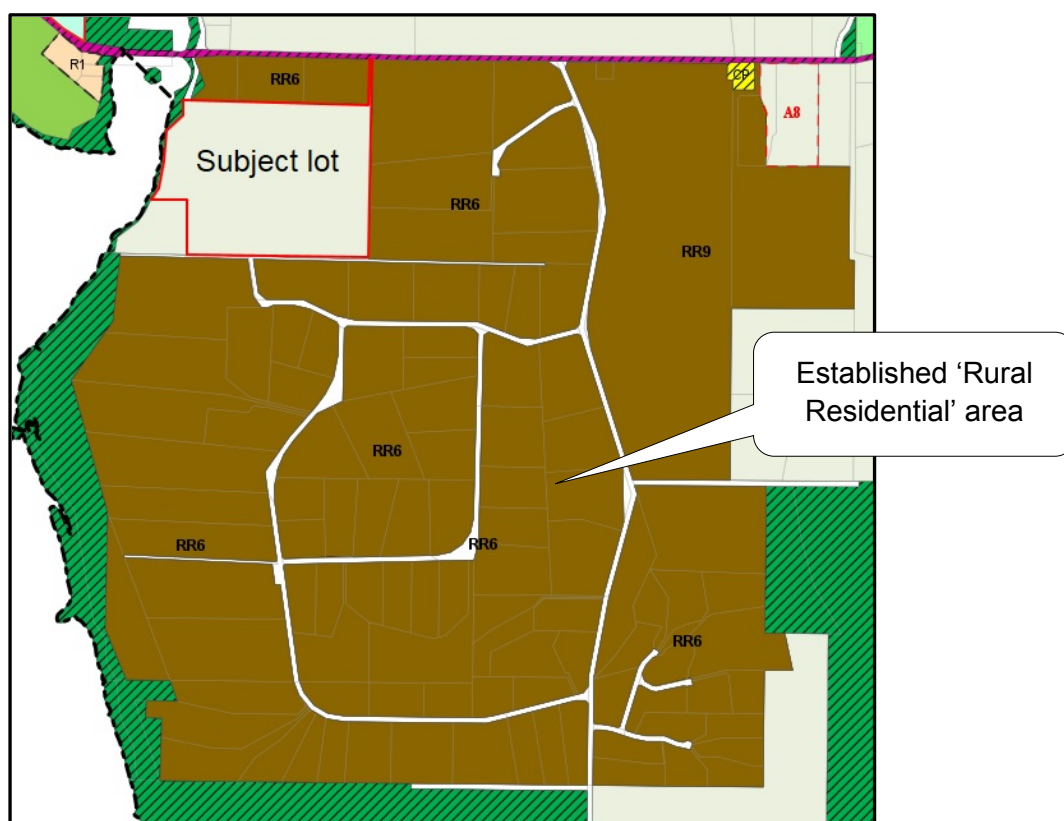 R1
RR6
CP
A8
Subject lot
RR6
RR9
Established ‘Rural
Residential’ area
RR6
RR6
RR6
RR6